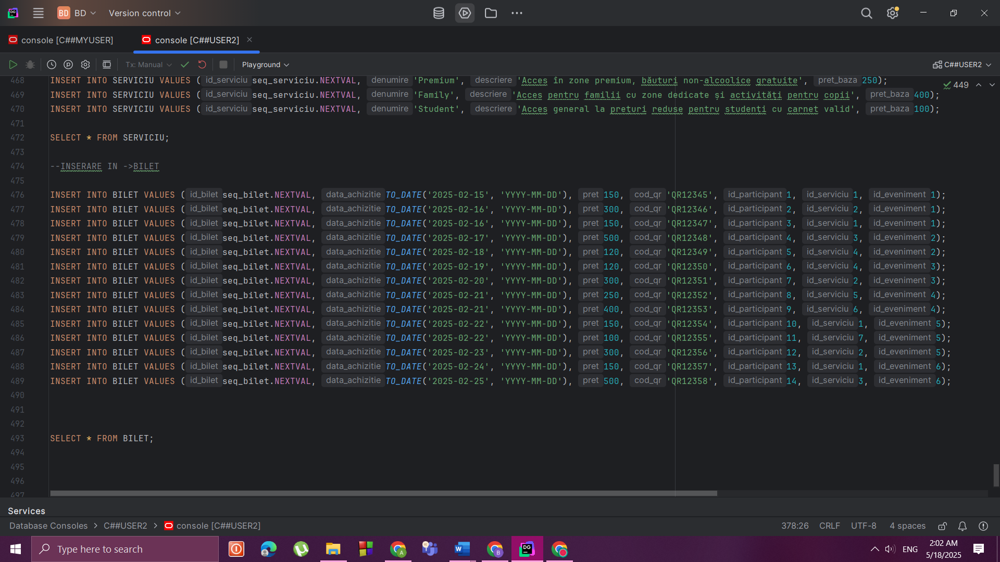 BD BD Version control
console [C##MYUSER] console [C##USER2]
Tx: Manual Playground C##USER2
449
468 INSERT INTO SERVICIU VALUES ( id_serviciu seq_serviciu.NEXTVAL, denumire 'Premium', descriere 'Acces în zone premium, băuturi non-alcoolice gratuite', pret_baza 250);
469 INSERT INTO SERVICIU VALUES ( id_serviciu seq_serviciu.NEXTVAL, denumire 'Family', descriere 'Acces pentru familii cu zone dedicate și activităti pentru copii', pret_baza 400);
470 INSERT INTO SERVICIU VALUES ( id_serviciu seq_serviciu.NEXTVAL, denumire 'Student', descriere 'Acces general la preturi reduse pentru studenti cu carnet valid', pret_baza 100);
471
472 SELECT * FROM SERVICIU;
473
474 --INSERARE IN ->BILET
475
476 INSERT INTO BILET VALUES ( id_bilet seq_bilet.NEXTVAL, data_achizitie TO_DATE('2025-02-15', 'YYYY-MM-DD'), pret 150, cod_qr 'QR12345', id_participant 1, id_serviciu 1, id_eveniment 1);
477 INSERT INTO BILET VALUES ( id_bilet seq_bilet.NEXTVAL, data_achizitie TO_DATE('2025-02-16', 'YYYY-MM-DD'), pret 300, cod_qr 'QR12346', id_participant 2, id_serviciu 2, id_eveniment 1);
478 INSERT INTO BILET VALUES ( id_bilet seq_bilet.NEXTVAL, data_achizitie TO_DATE('2025-02-16', 'YYYY-MM-DD'), pret 150, cod_qr 'QR12347', id_participant 3, id_serviciu 1, id_eveniment 1);
479 INSERT INTO BILET VALUES ( id_bilet seq_bilet.NEXTVAL, data_achizitie TO_DATE('2025-02-17', 'YYYY-MM-DD'), pret 500, cod_qr 'QR12348', id_participant 4, id_serviciu 3, id_eveniment 2);
480 INSERT INTO BILET VALUES ( id_bilet seq_bilet.NEXTVAL, data_achizitie TO_DATE('2025-02-18', 'YYYY-MM-DD'), pret 120, cod_qr 'QR12349', id_participant 5, id_serviciu 4, id_eveniment 2);
481 INSERT INTO BILET VALUES ( id_bilet seq_bilet.NEXTVAL, data_achizitie TO_DATE('2025-02-19', 'YYYY-MM-DD'), pret 120, cod_qr 'QR12350', id_participant 6, id_serviciu 4, id_eveniment 3);
482 INSERT INTO BILET VALUES ( id_bilet seq_bilet.NEXTVAL, data_achizitie TO_DATE('2025-02-20', 'YYYY-MM-DD'), pret 300, cod_qr 'QR12351', id_participant 7, id_serviciu 2, id_eveniment 3);
483 INSERT INTO BILET VALUES ( id_bilet seq_bilet.NEXTVAL, data_achizitie TO_DATE('2025-02-21', 'YYYY-MM-DD'), pret 250, cod_qr 'QR12352', id_participant 8, id_serviciu 5, id_eveniment 4);
484 INSERT INTO BILET VALUES ( id_bilet seq_bilet.NEXTVAL, data_achizitie TO_DATE('2025-02-21', 'YYYY-MM-DD'), pret 400, cod_qr 'QR12353', id_participant 9, id_serviciu 6, id_eveniment 4);
485 INSERT INTO BILET VALUES ( id_bilet seq_bilet.NEXTVAL, data_achizitie TO_DATE('2025-02-22', 'YYYY-MM-DD'), pret 150, cod_qr 'QR12354', id_participant 10, id_serviciu 1, id_eveniment 5);
486 INSERT INTO BILET VALUES ( id_bilet seq_bilet.NEXTVAL, data_achizitie TO_DATE('2025-02-22', 'YYYY-MM-DD'), pret 100, cod_qr 'QR12355', id_participant 11, id_serviciu 7, id_eveniment 5);
487 INSERT INTO BILET VALUES ( id_bilet seq_bilet.NEXTVAL, data_achizitie TO_DATE('2025-02-23', 'YYYY-MM-DD'), pret 300, cod_qr 'QR12356', id_participant 12, id_serviciu 2, id_eveniment 5);
488 INSERT INTO BILET VALUES ( id_bilet seq_bilet.NEXTVAL, data_achizitie TO_DATE('2025-02-24', 'YYYY-MM-DD'), pret 150, cod_qr 'QR12357', id_participant 13, id_serviciu 1, id_eveniment 6);
489 INSERT INTO BILET VALUES ( id_bilet seq_bilet.NEXTVAL, data_achizitie TO_DATE('2025-02-25', 'YYYY-MM-DD'), pret 500, cod_qr 'QR12358', id_participant 14, id_serviciu 3, id_eveniment 6);
490
491
492
493 SELECT * FROM BILET;
494
495
496
497
Services
Database Consoles > C##USER2 > console [C##USER2] 378:26 CRLF UTF-8 4 spaces
Type here to search ENG 2:02 AM
5/18/2025